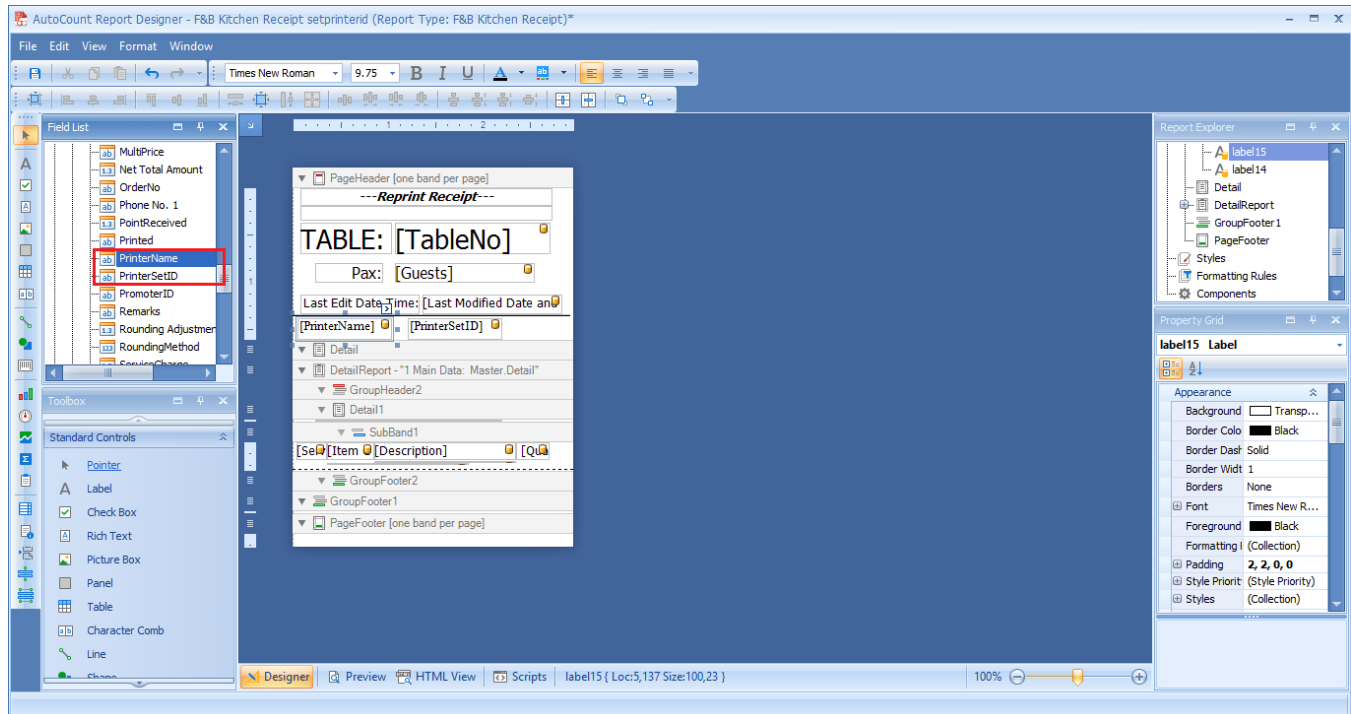 AutoCount Report Designer - F&B Kitchen Receipt setprinterid (Report Type: F&B Kitchen Receipt)*
File Edit View Format Window
Times New Roman 9.75 B I U A
Field List
MultiPrice
Net Total Amount
OrderNo
Phone No. 1
PointReceived
Printed
PrinterName
PrinterSetID
PromoterID
Remarks
Rounding Adjustmer
RoundingMethod
ServiceCharge
Toolbox
Standard Controls
Pointer
Label
Check Box
Rich Text
Picture Box
Panel
Table
Character Comb
Line
Shape
1 2
PageHeader [one band per page]
---Reprint Receipt---
TABLE: [TableNo]
Pax: [Guests]
Last Edit Date Time: [Last Modified Date and
[PrinterName] [PrinterSetID]
Detail
DetailReport - "1 Main Data: Master.Detail"
GroupHeader2
Detail1
SubBand1
[Se [Item [Description] [Qu
GroupFooter2
GroupFooter1
PageFooter [one band per page]
Designer Preview HTML View Scripts label15 { Loc:5,137 Size:100,23 } 100%
Report Explorer
label15
label14
Detail
DetailReport
GroupFooter1
PageFooter
Styles
Formatting Rules
Components
Property Grid
label15 Label
Appearance
Background Transp...
Border Colo Black
Border Dash Solid
Border Widt 1
Borders None
Font Times New R...
Foreground Black
Formatting I (Collection)
Padding 2, 2, 0, 0
Style Priorit (Style Priority)
Styles (Collection)